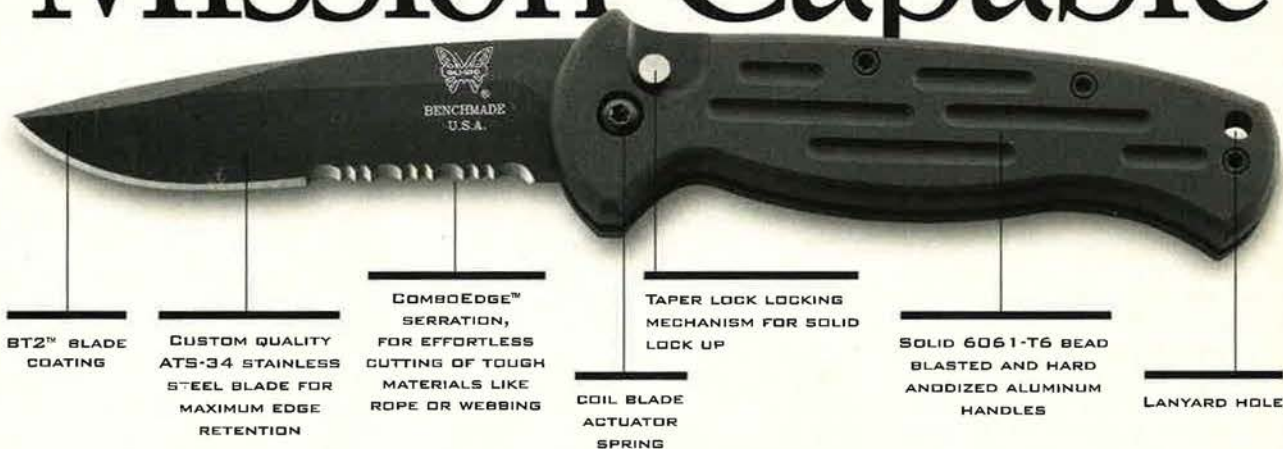 Mission Capable
BALI-SONG
®
BENCHMADE
U.S.A.
BT2™ BLADE
COATING
CUSTOM QUALITY
ATS-34 STAINLESS
STEEL BLADE FOR
MAXIMUM EDGE
RETENTION
COMBOEDGE™
SERRATION,
FOR EFFORTLESS
CUTTING OF TOUGH
MATERIALS LIKE
ROPE OR WEBBING
COIL BLADE
ACTUATOR
SPRING
TAPER LOCK LOCKING
MECHANISM FOR SOLID
LOCK UP
SOLID 6061-T6 BEAD
BLASTED AND HARD
ANODIZED ALUMINUM
HANDLES
LANYARD HOLE